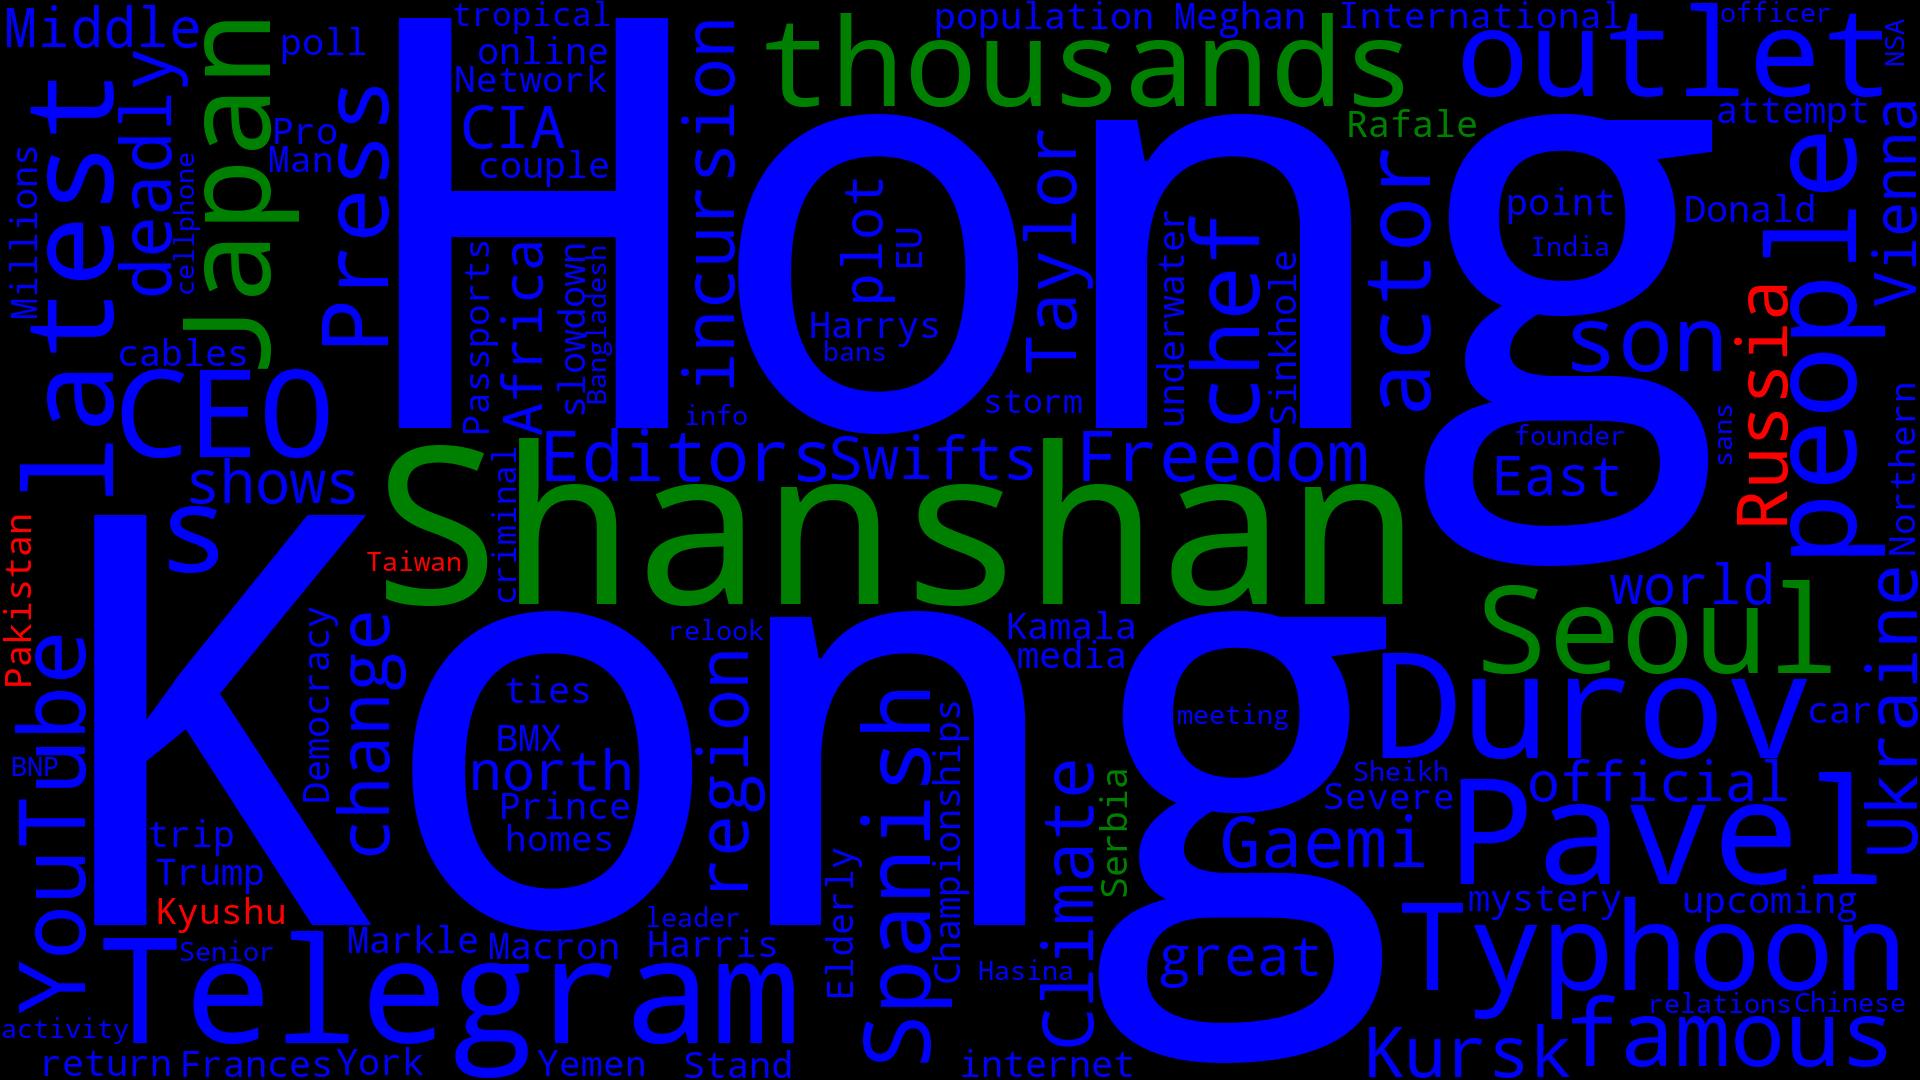 Middle
tropical
population
Meghan
International
officer
poll
online
thousands
outlet
NSA
Network
Japan
latest
deadly
Pro
Man
Press
CIA
couple
Hong
incursion
Rafale
attempt
Millions
cellphone
plot
EU
Taylor
actor
point
India
Donald
people
Vienna
Passports
Africa
slowdown
Bangladesh
Harrys
bans
underwater
chef
Sinkhole
son
Russia
cables
CEO
info
storm
Editors
Swifts
Freedom
founder
East
sans
Northern
shows
s
criminal
Shanshan
Taiwan
Pakistan
world
Seoul
Ukraine
YouTube
Democracy
change
Kong
relook
region
Kamala
media
ties
BMX
north
Prince
homes
Spanish
Championships
meeting
Durov
car
BNP
Climate
Serbia
Sheikh
Severe
official
Pavel
trip
Trump
Kyushu
Elderly
Gaemi
mystery
upcoming
Senior
Markle
Macron
leader
Harris
Hasina
great
Typhoon
Telegram
relations
Chinese
activity
famous
return
Frances
York
Yemen
Stand
internet
Kursk